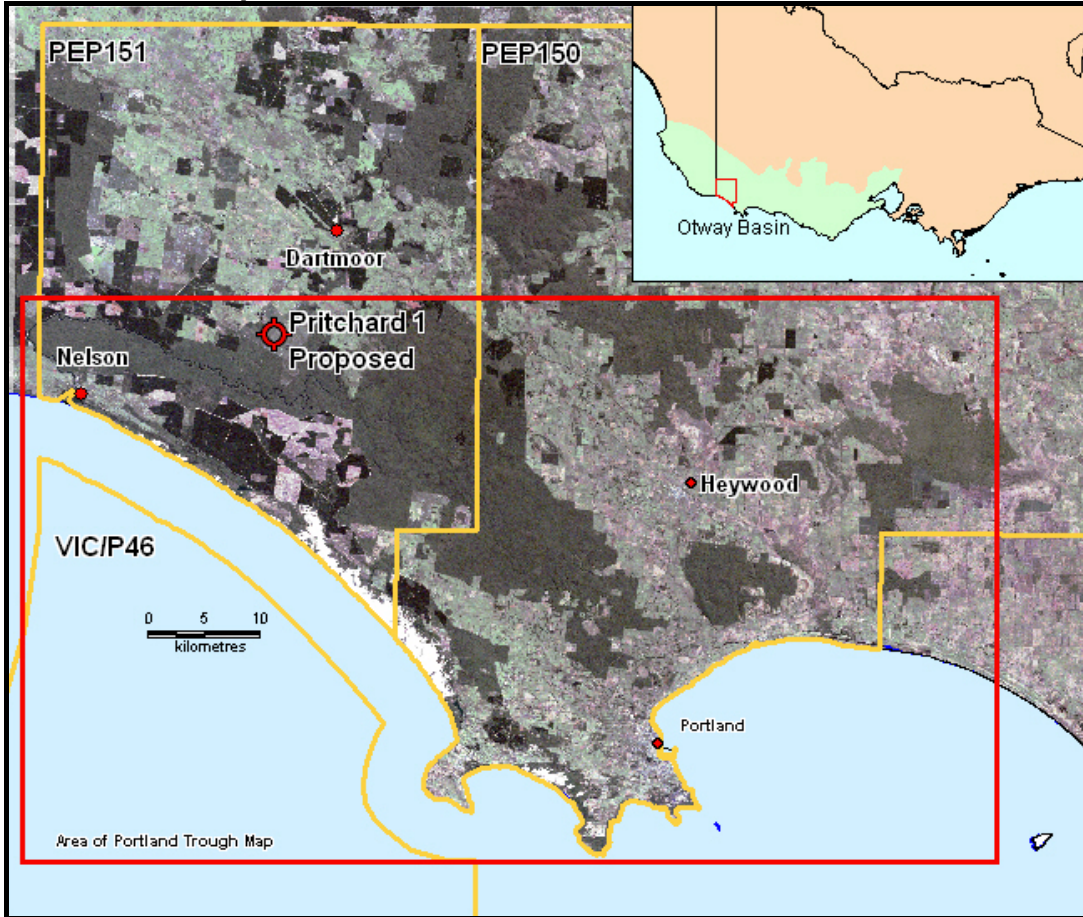 PEP151
PEP150
Otway Basin
Dartmoor
Pritchard 1
Proposed
Nelson
Heywood
VIC/P46
0 5 10
kilometres
Portland
Area of Portland Trough Map